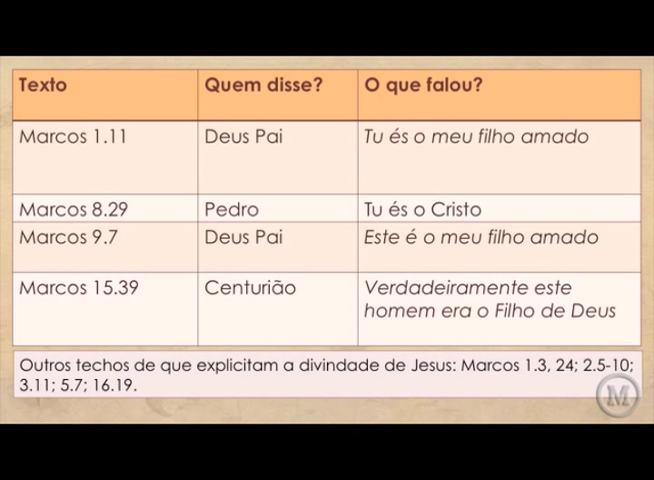 Texto Quem disse? O que falou?
Marcos 1.11 Deus Pai Tu és o meu filho amado
Marcos 8.29 Pedro Tu és o Cristo
Marcos 9.7 Deus Pai Este é o meu filho amado
Marcos 15.39 Centurião Verdadeiramente este
homem era o Filho de Deus
Outros techos de que explicitam a divindade de Jesus: Marcos 1.3, 24; 2.5-10;
3.11; 5.7; 16.19.
M